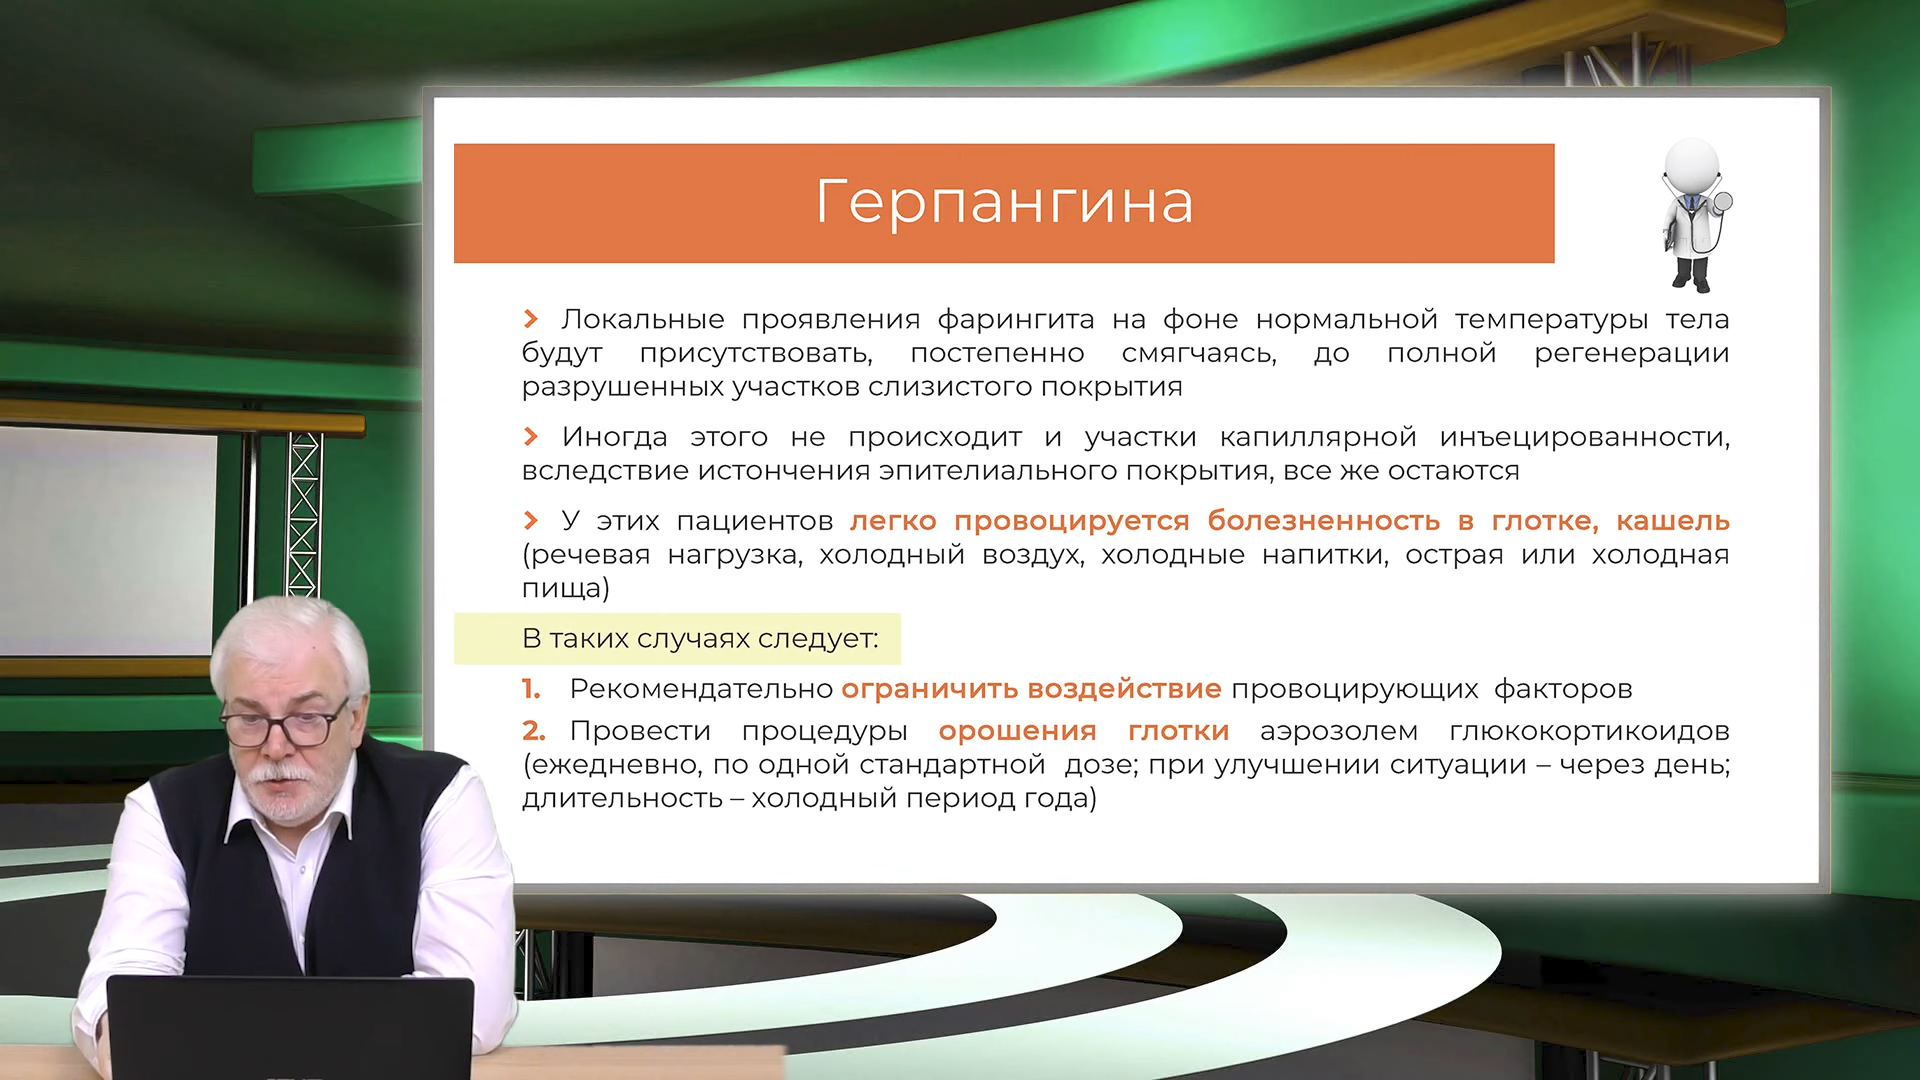 Герпангина
Локальные проявления фарингита на фоне нормальной температуры тела
будут присутствовать, постепенно смягчаясь, до полной регенерации
разрушенных участков слизистого покрытия
Иногда этого не происходит и участки капиллярной инъецированности,
вследствие истончения эпителиального покрытия, все же остаются
У этих пациентов легко провоцируется болезненность в глотке, кашель
(речевая нагрузка, холодный воздух, холодные напитки, острая или холодная
пища)
В таких случаях следует:
1. Рекомендательно ограничить воздействие провоцирующих факторов
2. Провести процедуры орошения глотки аэрозолем глюкокортикоидов
(ежедневно, по одной стандартной дозе; при улучшении ситуации – через день;
длительность – холодный период года)